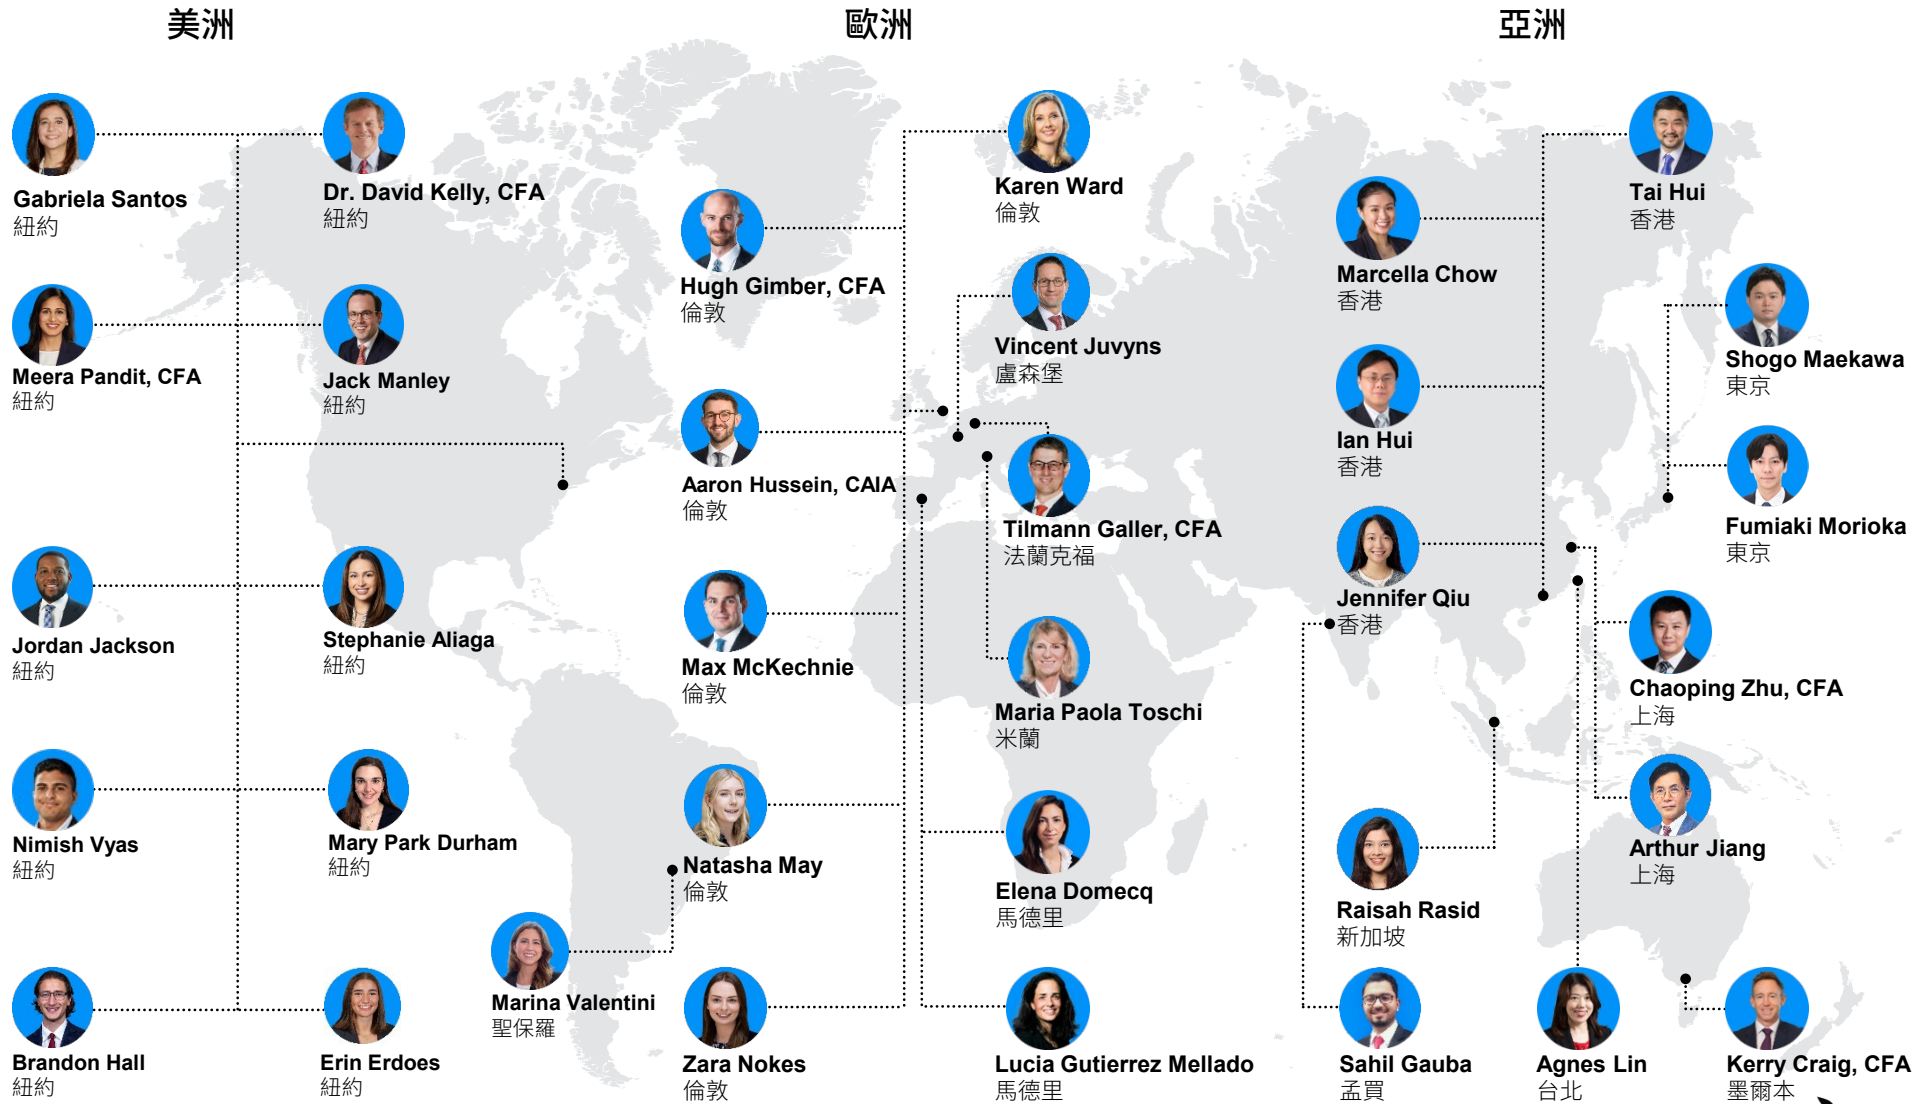 美洲
歐洲
亞洲
Gabriela Santos
紐約
Dr. David Kelly, CFA
紐約
Meera Pandit, CFA
紐約
Jack Manley
紐約
Jordan Jackson
紐約
Stephanie Aliaga
紐約
Nimish Vyas
紐約
Mary Park Durham
紐約
Brandon Hall
紐約
Erin Erdoes
紐約
Marina Valentini
聖保羅
Karen Ward
倫敦
Hugh Gimber, CFA
倫敦
Vincent Juvyns
盧森堡
Aaron Hussein, CAIA
倫敦
Tilmann Galler, CFA
法蘭克福
Max McKechnie
倫敦
Maria Paola Toschi
米蘭
Natasha May
倫敦
Elena Domecq
馬德里
Zara Nokes
倫敦
Lucia Gutierrez Mellado
馬德里
Tai Hui
香港
Marcella Chow
香港
Shogo Maekawa
東京
Ian Hui
香港
Fumiaki Morioka
東京
Jennifer Qiu
香港
Chaoping Zhu, CFA
上海
Arthur Jiang
上海
Raisah Rasid
新加坡
Sahil Gauba
孟買
Agnes Lin
台北
Kerry Craig, CFA
墨爾本